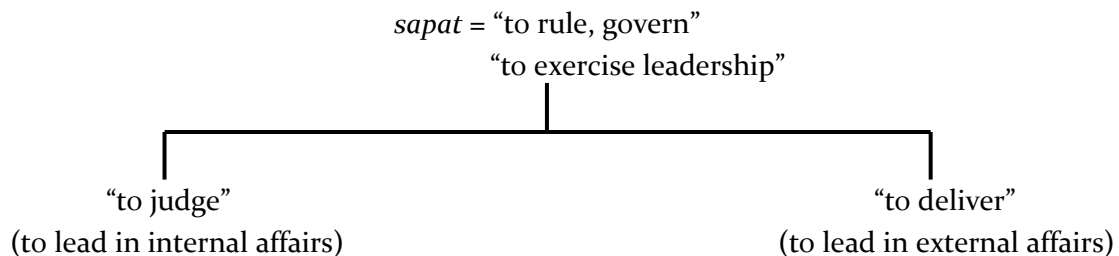 sapat = “to rule, govern”
“to exercise leadership”
“to judge”
(to lead in internal affairs)
“to deliver”
(to lead in external affairs)